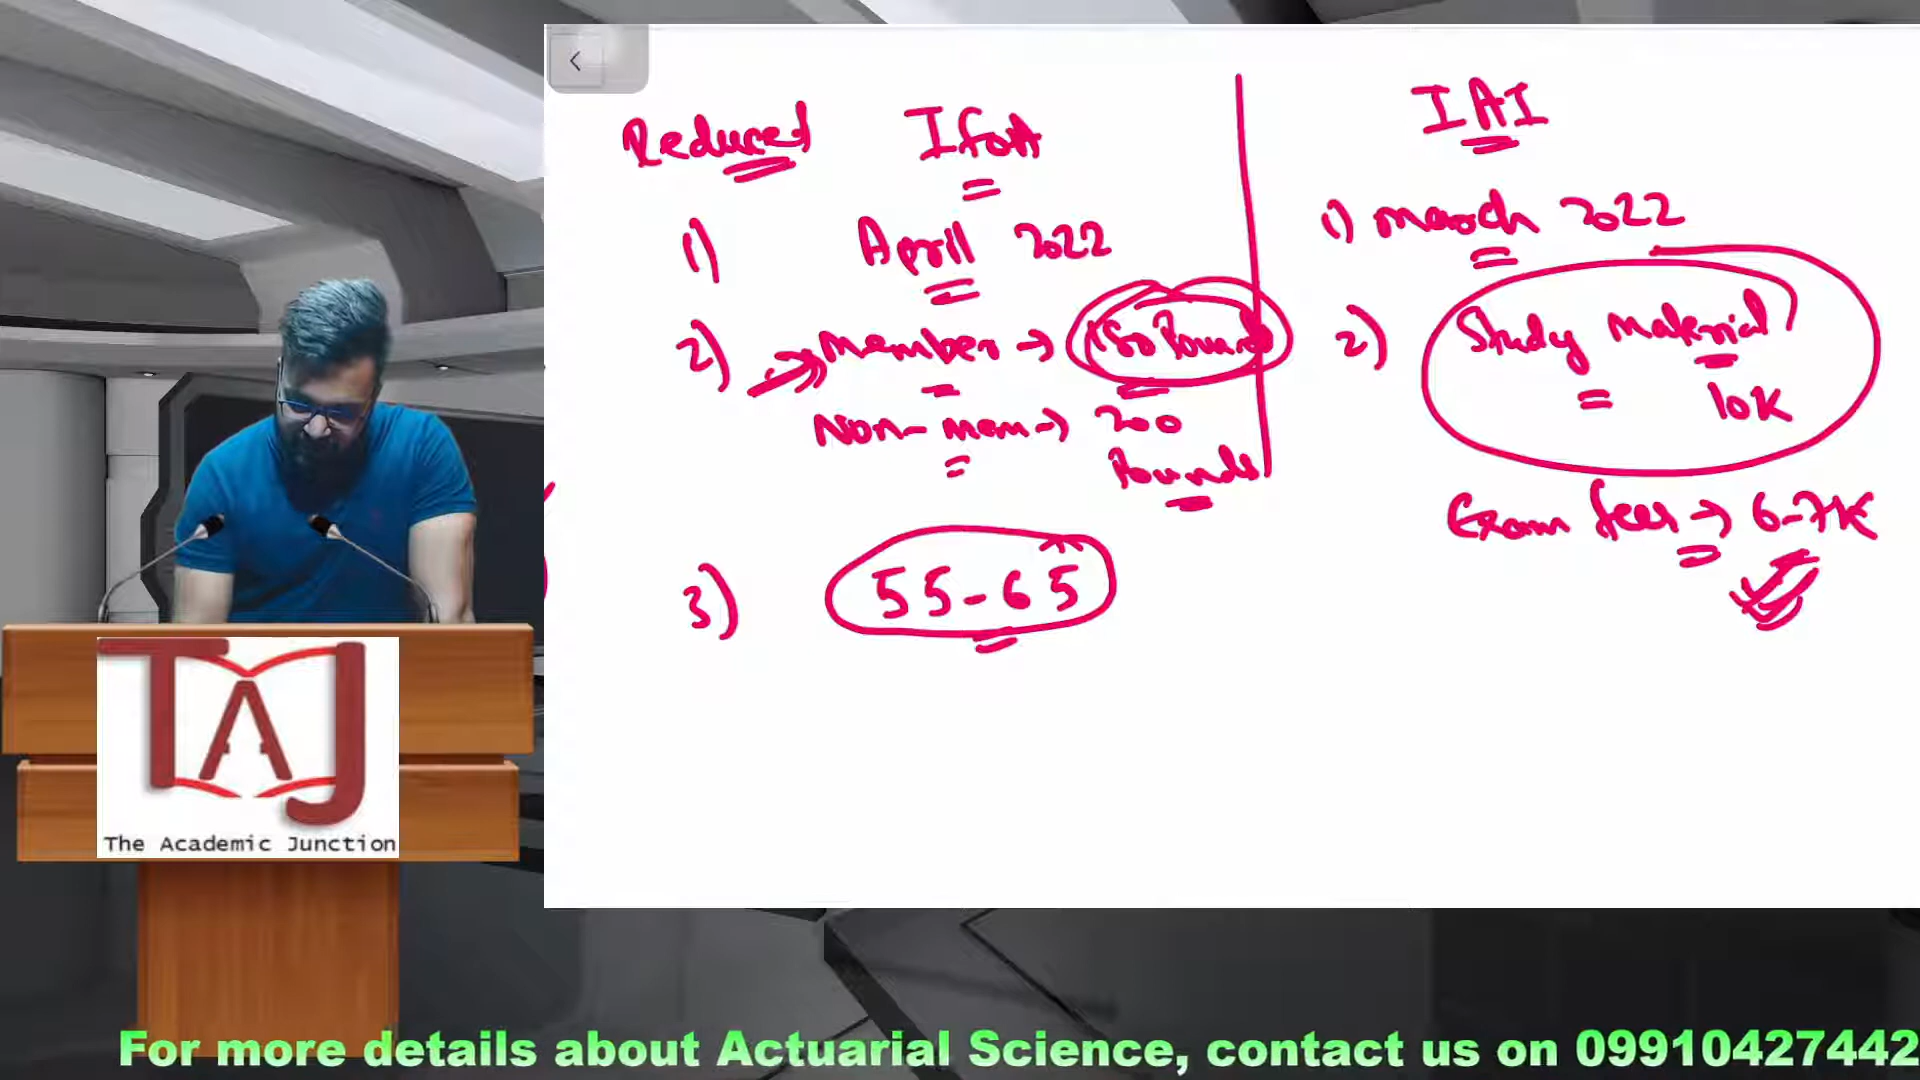 <
Reduced IfoA
1) April 2022
2) Member → 150 Pounds
Non-mem → 200
Pounds
3) 55-65
IAI
1) March 2022
2) Study Material
10K
Exam fees → 6-7K
TAJ
The Academic Junction
For more details about Actuarial Science, contact us on 09910427442